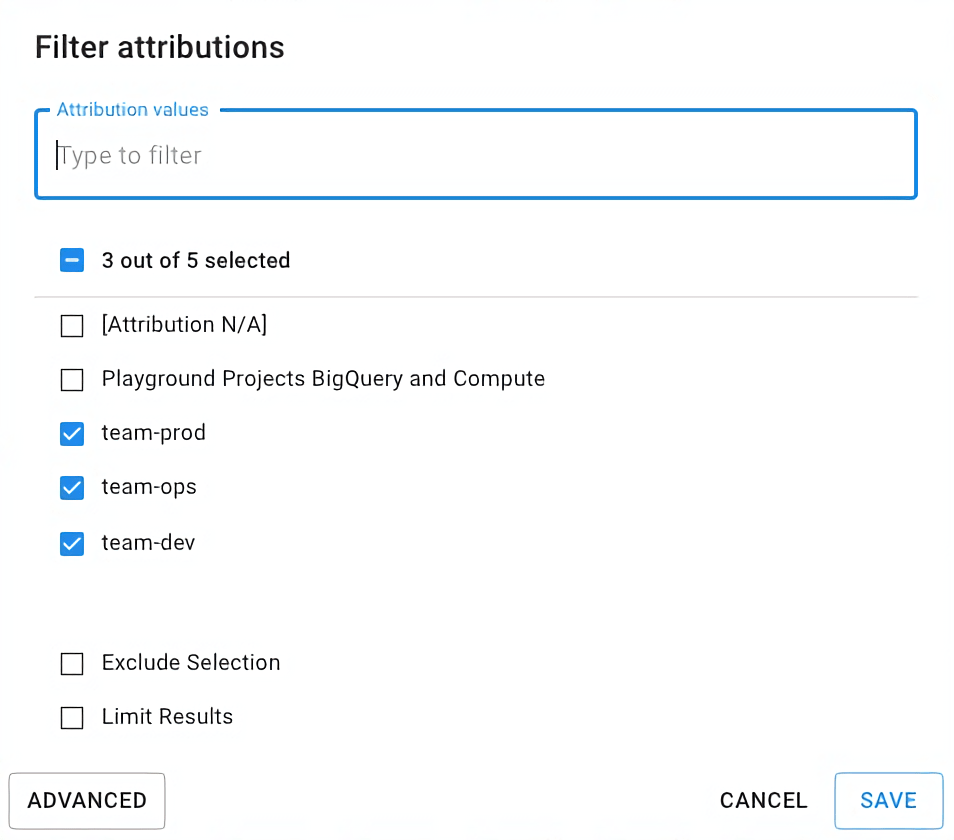 Filter attributions
Attribution values
Type to filter
3 out of 5 selected
[Attribution N/A]
Playground Projects BigQuery and Compute
team-prod
team-ops
team-dev
Exclude Selection
Limit Results
ADVANCED
CANCEL
SAVE